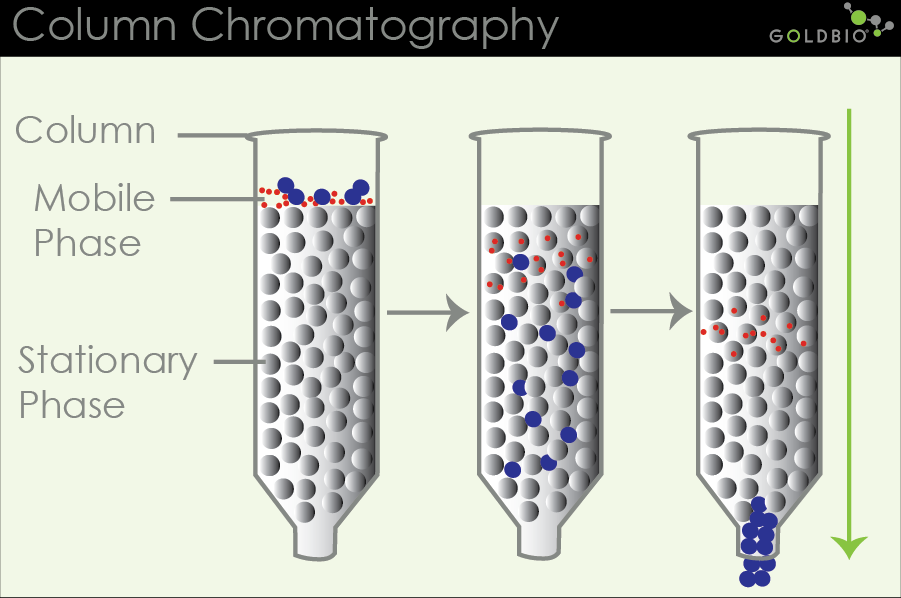 Column Chromatography
GOLDBIO®
Column
Mobile
Phase
Stationary
Phase